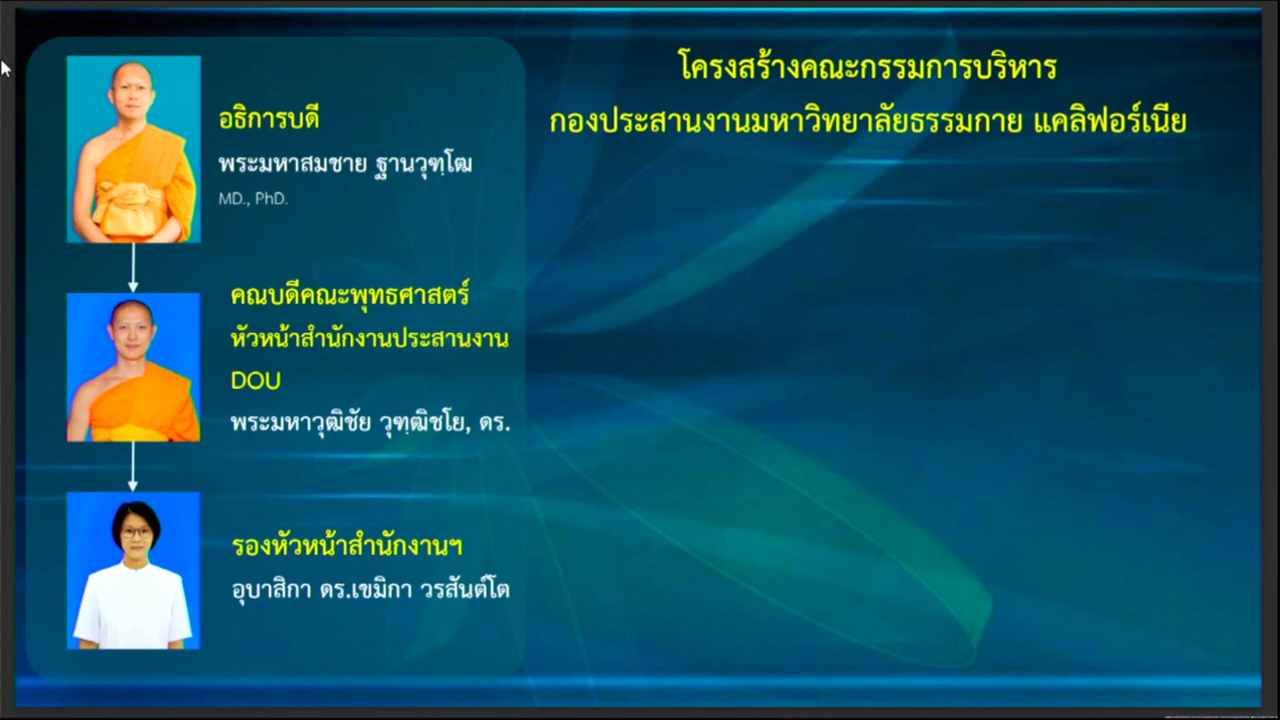 โครงสร้างคณะกรรมการบริหาร
กองประสานงานมหาวิทยาลัยธรรมกาย แคลิฟอร์เนีย
อธิการบดี
พระมหาสมชาย ฐานวุฑฺโฒ
MD., PhD.
คณบดีคณะพุทธศาสตร์
หัวหน้าสำนักงานประสานงาน
DOU
พระมหาวุฒิชัย วุฑฺฒิชโย, ดร.
รองหัวหน้าสำนักงานฯ
อุบาสิกา ดร.เขมิกา วรสันต์โต